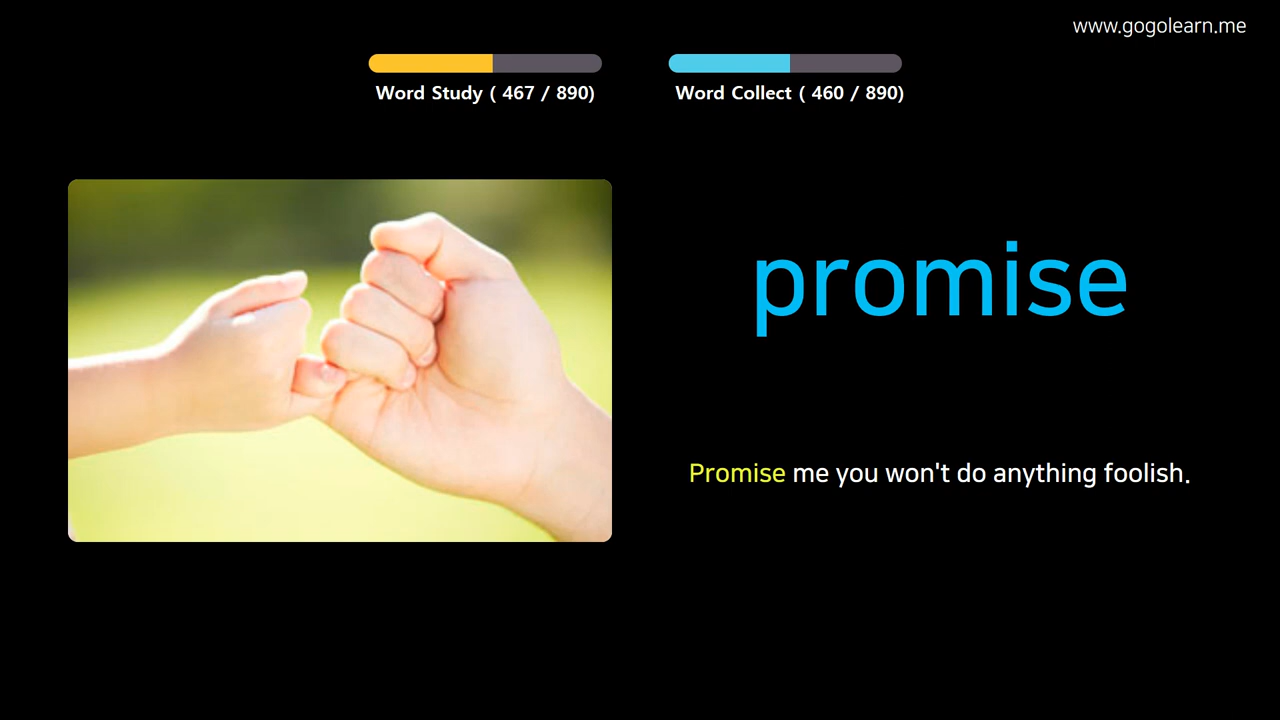 www.gogolearn.me
Word Study ( 467 / 890)
Word Collect ( 460 / 890)
promise
Promise me you won't do anything foolish.